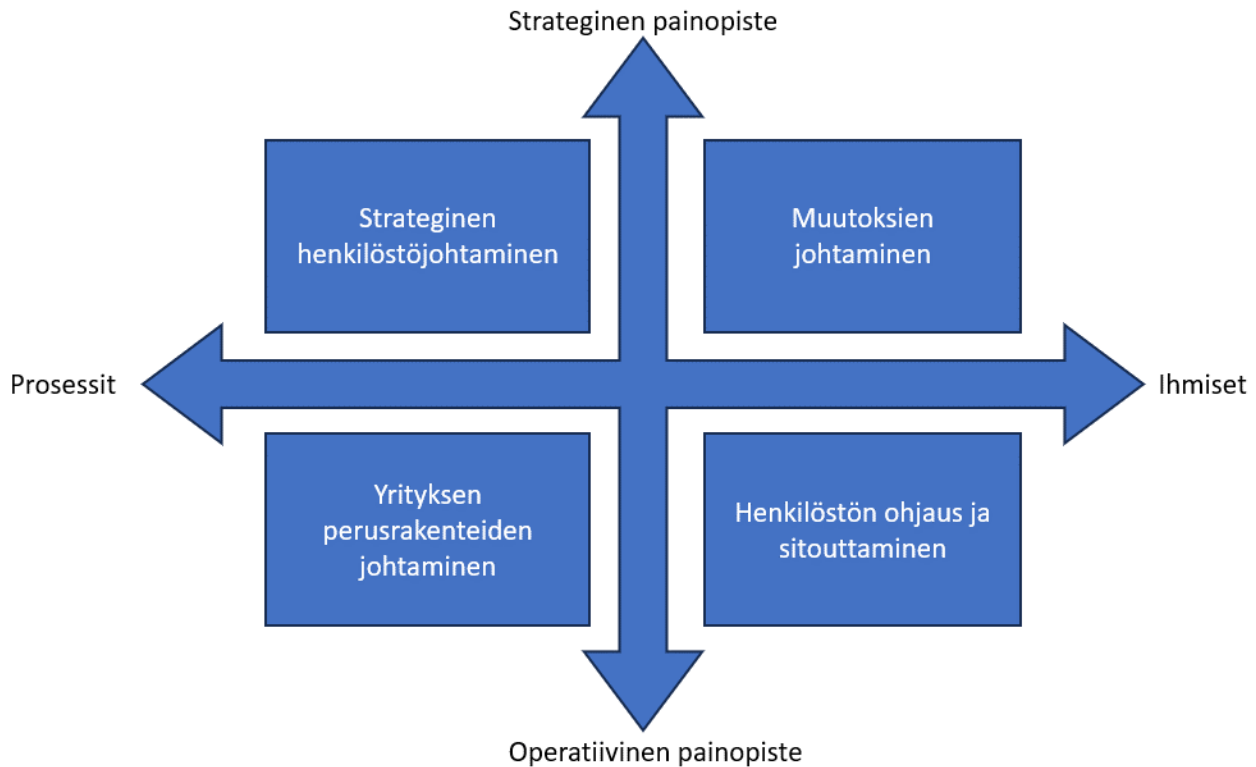 Strateginen painopiste
Strateginen
henkilöstöjohtaminen
Muutoksien
johtaminen
Prosessit
Ihmiset
Yrityksen
perusrakenteiden
johtaminen
Henkilöstön ohjaus ja
sitouttaminen
Operatiivinen painopiste